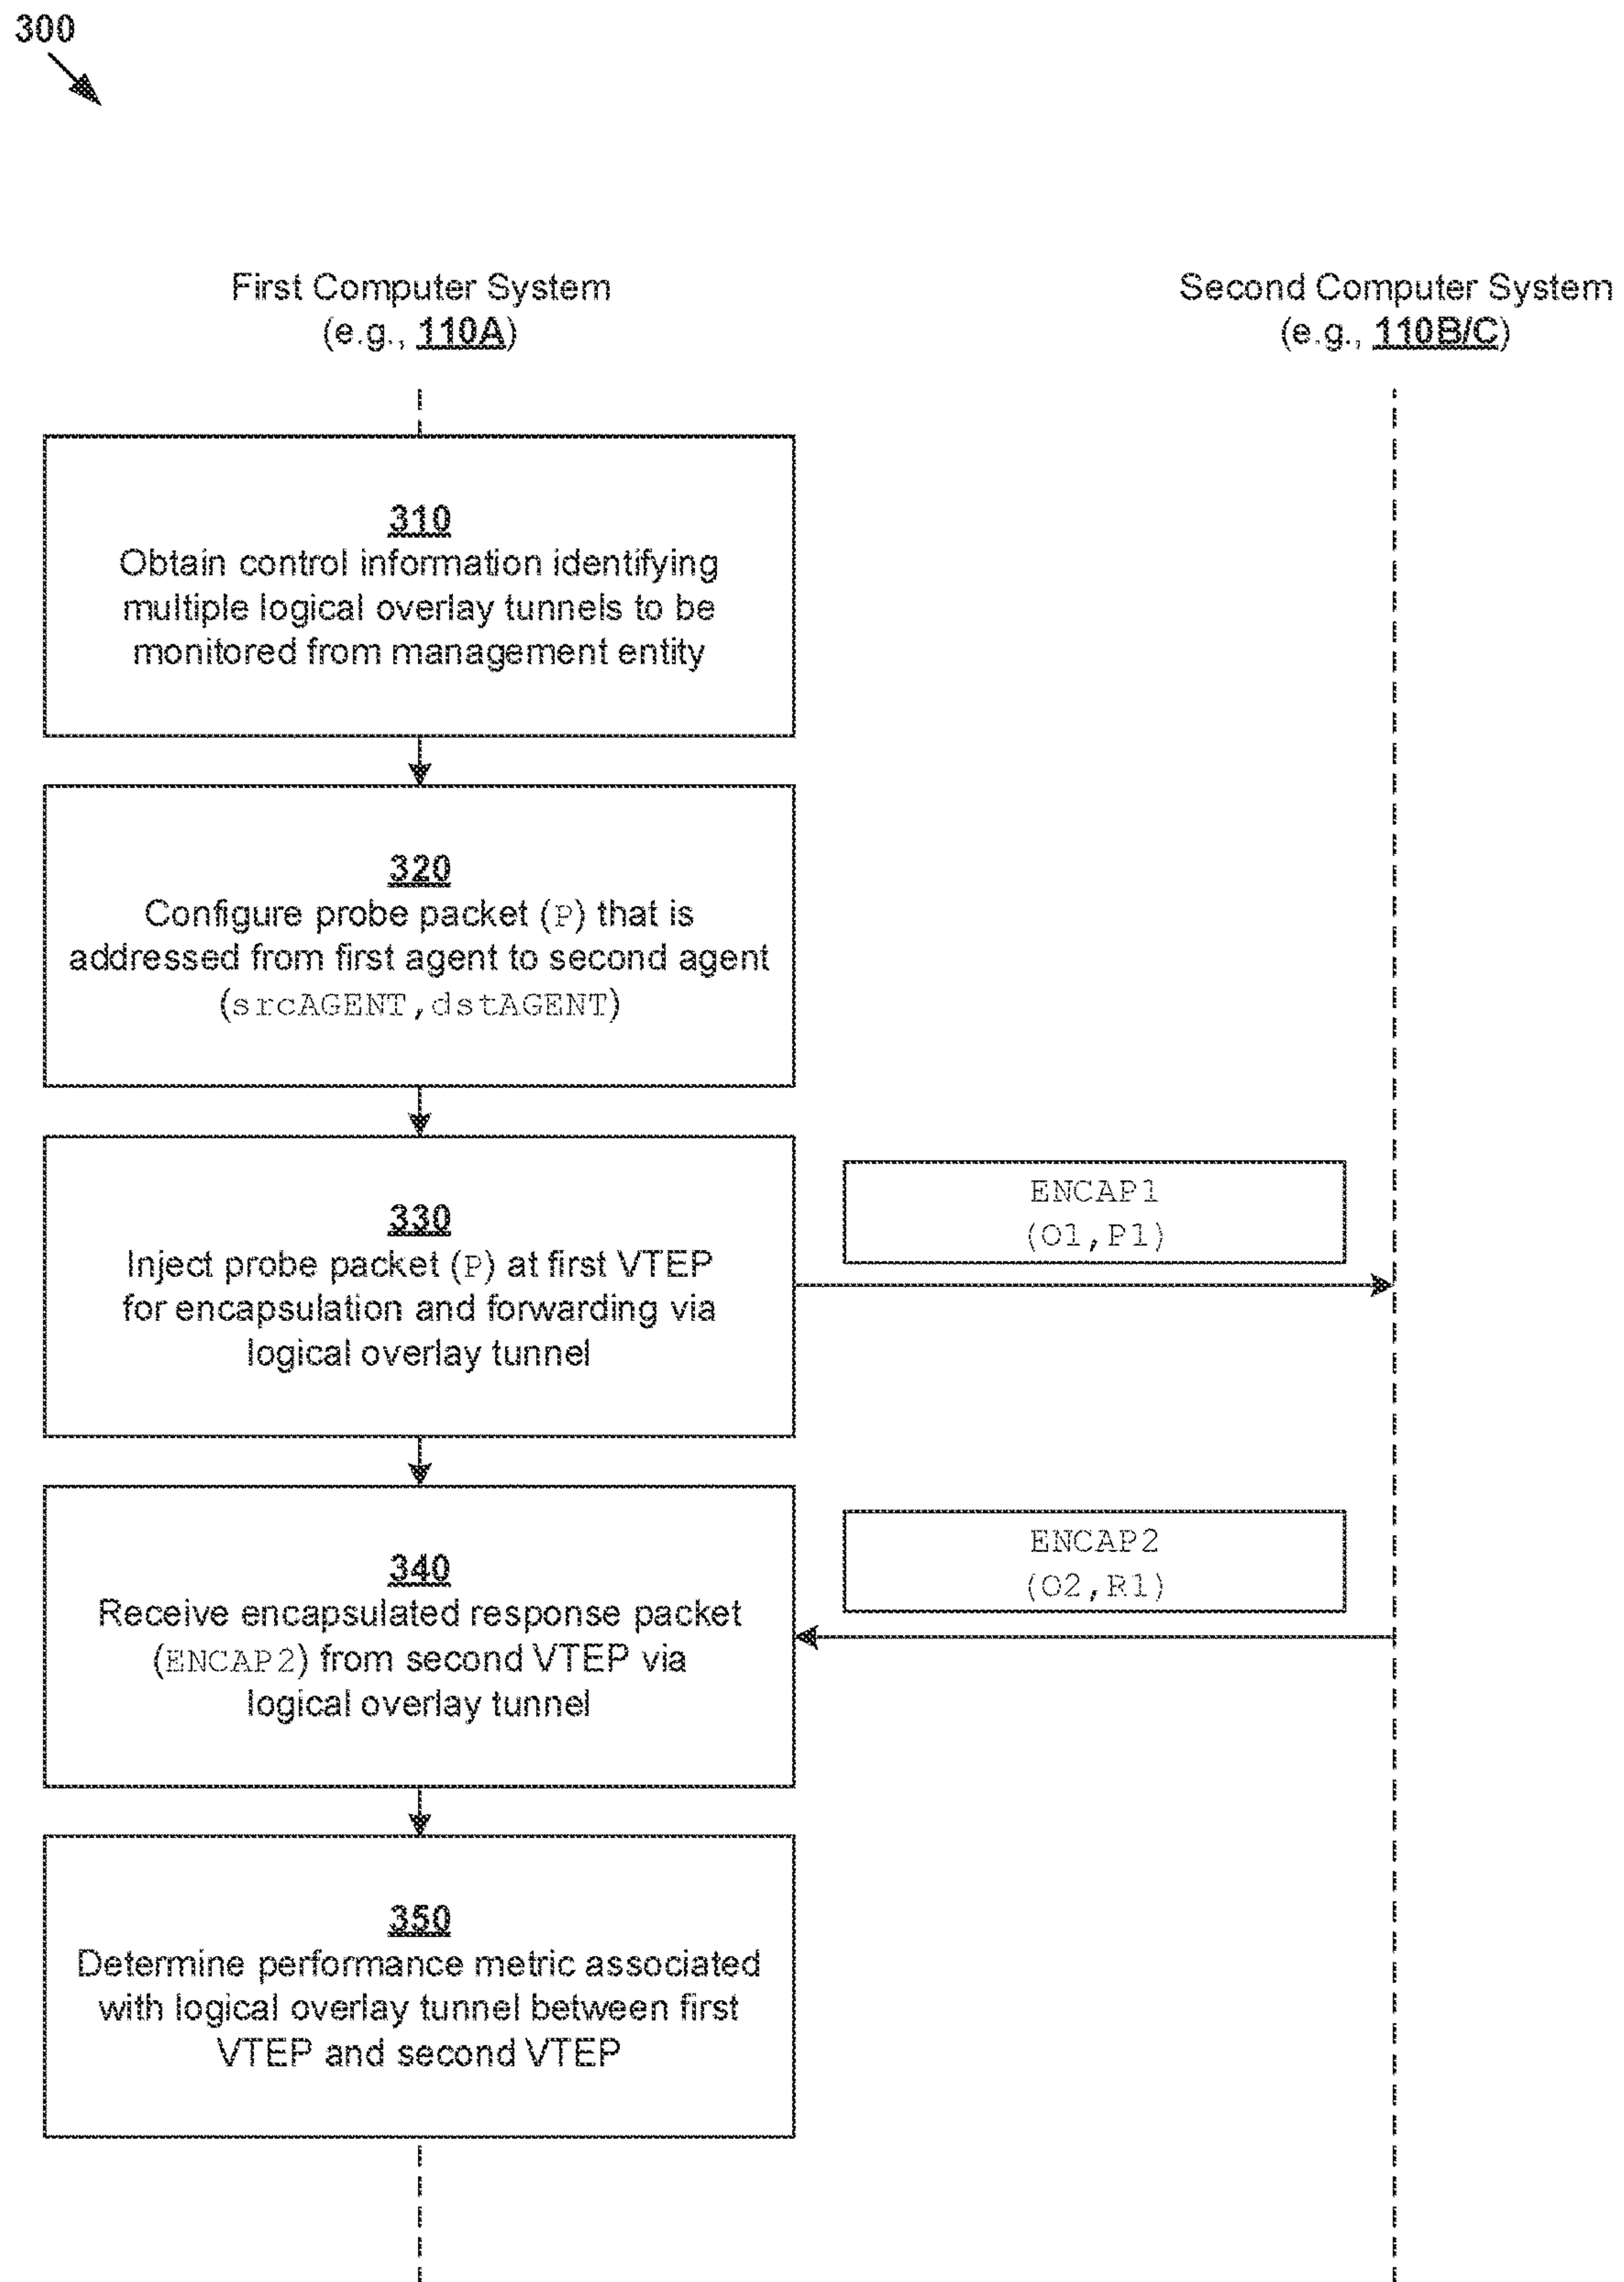 300
First Computer System
(e.g., 110A)
Second Computer System
(e.g., 110B/C)
310
Obtain control information identifying
multiple logical overlay tunnels to be
monitored from management entity
320
Configure probe packet (P) that is
addressed from first agent to second agent
(srcAGENT,dstAGENT)
330
Inject probe packet (P) at first VTEP
for encapsulation and forwarding via
logical overlay tunnel
ENCAP1
(O1,P1)
340
Receive encapsulated response packet
(ENCAP2) from second VTEP via
logical overlay tunnel
ENCAP2
(O2,R1)
350
Determine performance metric associated
with logical overlay tunnel between first
VTEP and second VTEP